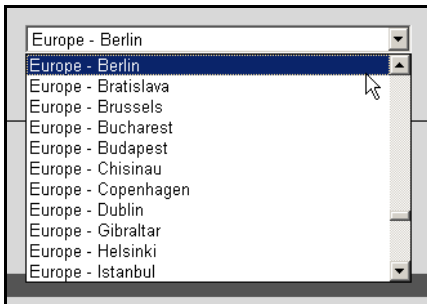 Europe - Berlin
Europe - Berlin
Europe - Bratislava
Europe - Brussels
Europe - Bucharest
Europe - Budapest
Europe - Chisinau
Europe - Copenhagen
Europe - Dublin
Europe - Gibraltar
Europe - Helsinki
Europe - Istanbul